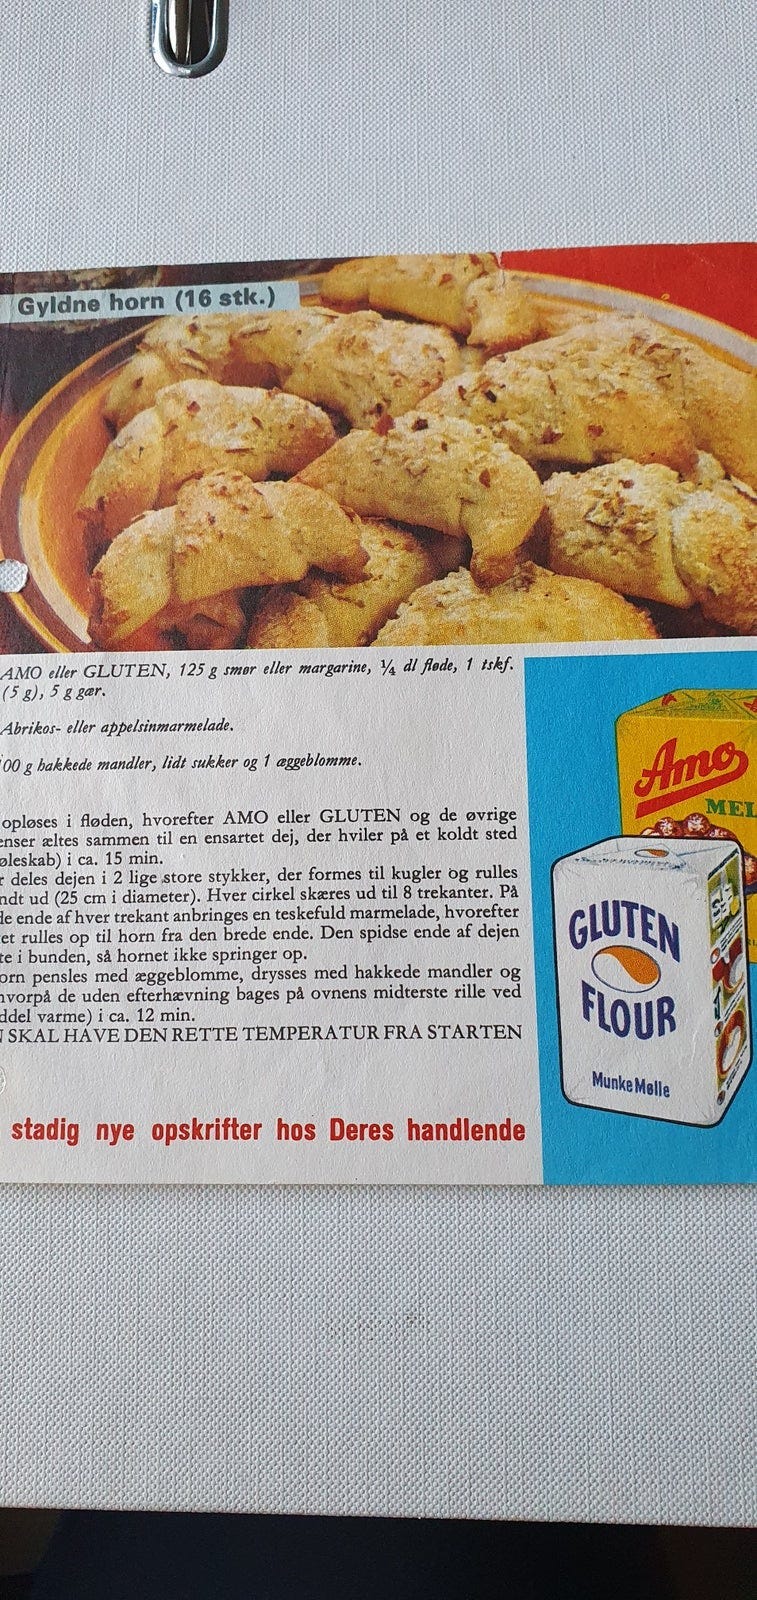 Gyldne horn (16 stk.)
AMO eller GLUTEN, 125 g smør eller margarine, ¼ dl fløde, 1 tskf.
(5 g), 5 g gær.
Abrikos- eller appelsinmarmelade.
00 g hakkede mandler, lidt sukker og 1 æggeblomme.
opløses i fløden, hvorefter AMO eller GLUTEN og de øvrige
enser æltes sammen til en ensartet dej, der hviler på et koldt sted
øleskab) i ca. 15 min.
r deles dejen i 2 lige store stykker, der formes til kugler og rulles
ndt ud (25 cm i diameter). Hver cirkel skæres ud til 8 trekanter. På
de ende af hver trekant anbringes en teskefuld marmelade, hvorefter
et rulles op til horn fra den brede ende. Den spidse ende af dejen
te i bunden, så hornet ikke springer op.
orn pensles med æggeblomme, drysses med hakkede mandler og
hvorpå de uden efterhævning bages på ovnens midterste rille ved
ddel varme) i ca. 12 min.
N SKAL HAVE DEN RETTE TEMPERATUR FRA STARTEN
stadig nye opskrifter hos Deres handlende
Amo
MEL
GLUTEN
FLOUR
Munke Mølle